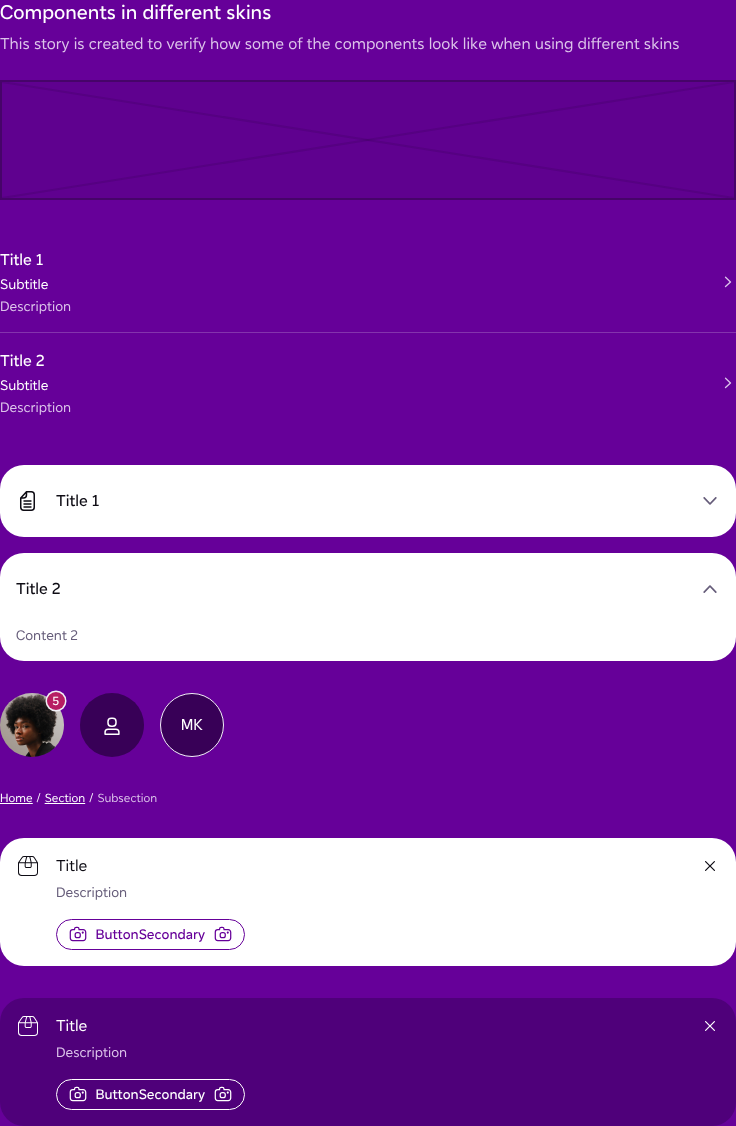 Components in different skins
This story is created to verify how some of the components look like when using different skins
Title 1
Subtitle
Description
Title 2
Subtitle
Description
Title 1
Title 2
Content 2
5
MK
Home / Section / Subsection
Title
Description
ButtonSecondary
Title
Description
ButtonSecondary